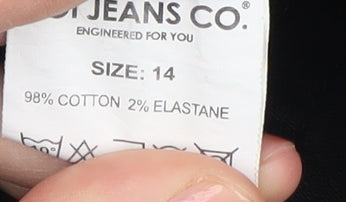 JEANS CO.®
ENGINEERED FOR YOU
SIZE: 14
98% COTTON 2% ELASTANE